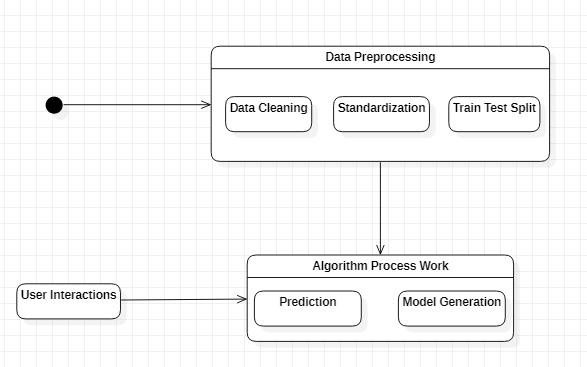 Data Preprocessing
Data Cleaning
Standardization
Train Test Split
Algorithm Process Work
User Interactions
Prediction
Model Generation